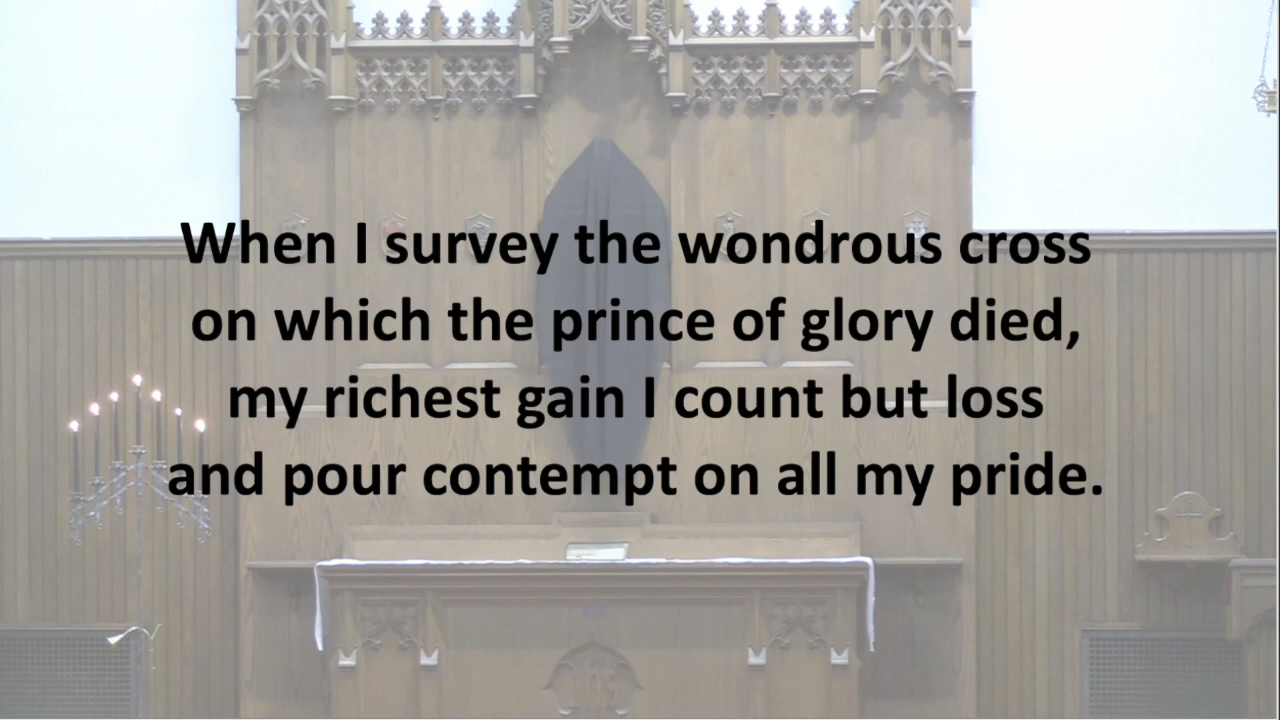 When I survey the wondrous cross
on which the prince of glory died,
my richest gain I count but loss
and pour contempt on all my pride.